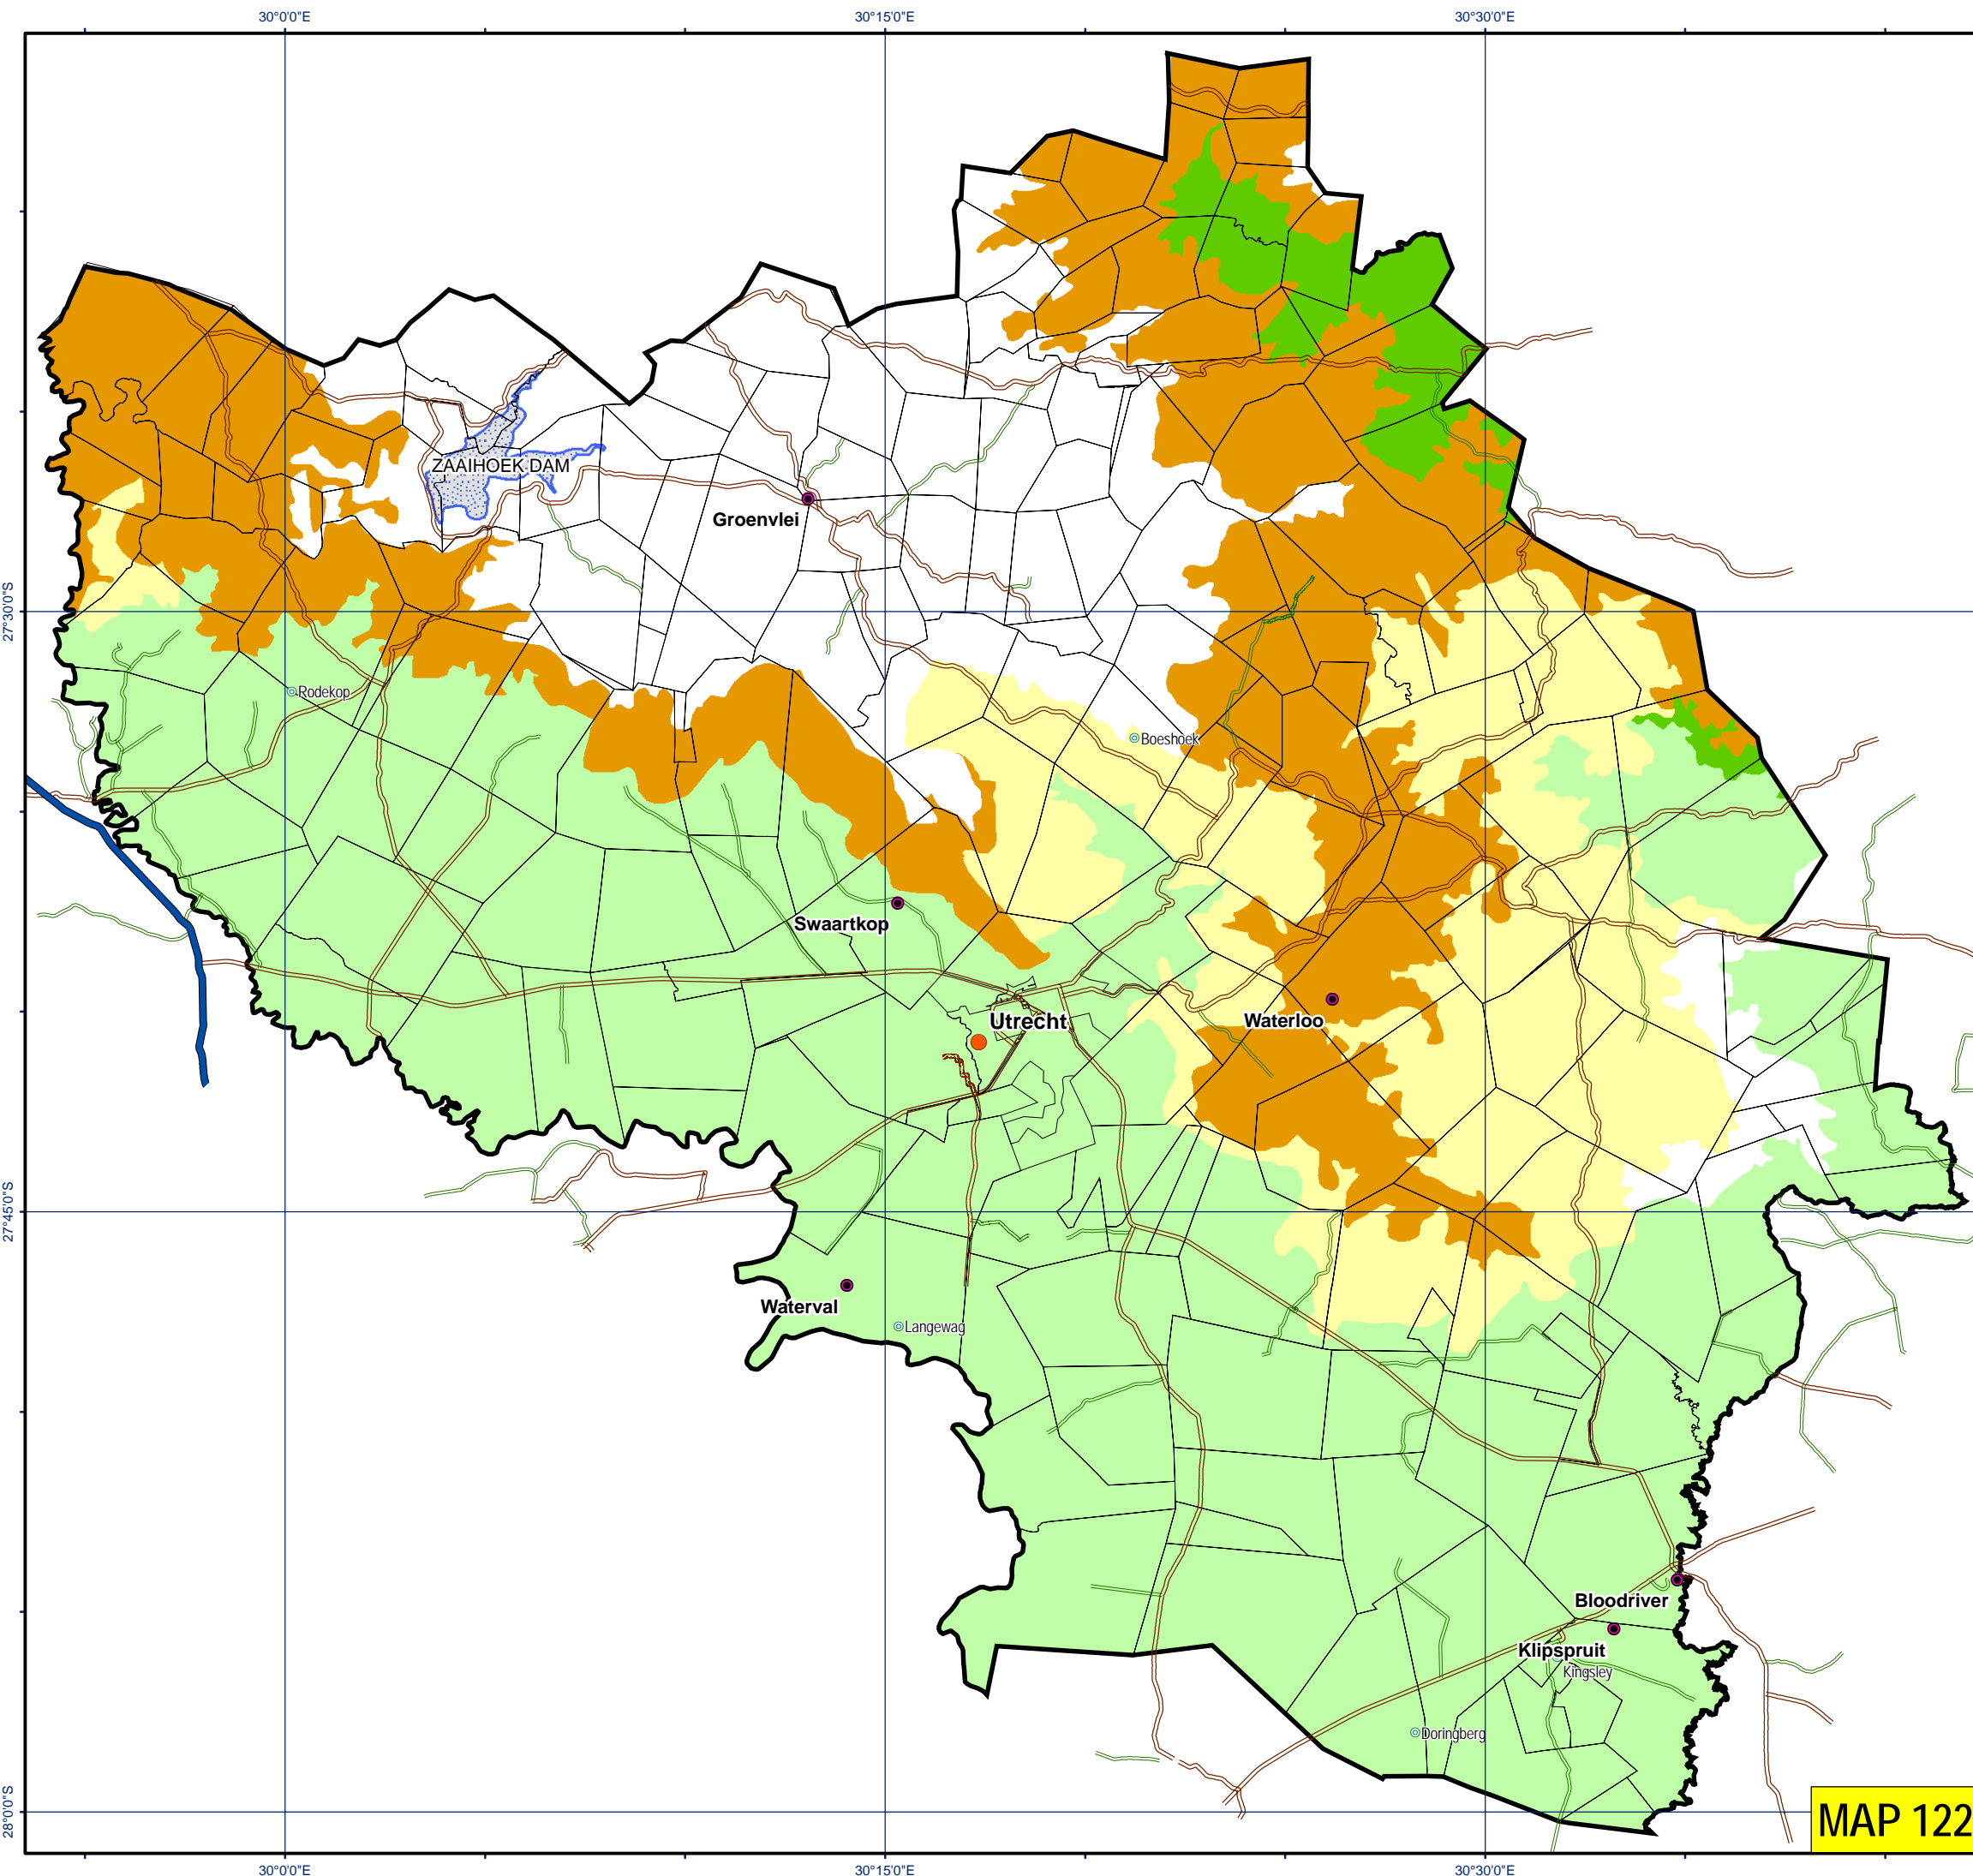 30°0'0"E
30°15'0"E
30°30'0"E
ZAAIHOEK DAM
Groenvlei
27°30'0"S
Rodekop
Boeshoek
Swaartkop
Utrecht
Waterloo
27°45'0"S
Waterval
Langewag
Bloodriver
Klipspruit
Kingsley
Doringberg
28°0'0"S
MAP 122
30°0'0"E
30°15'0"E
30°30'0"E